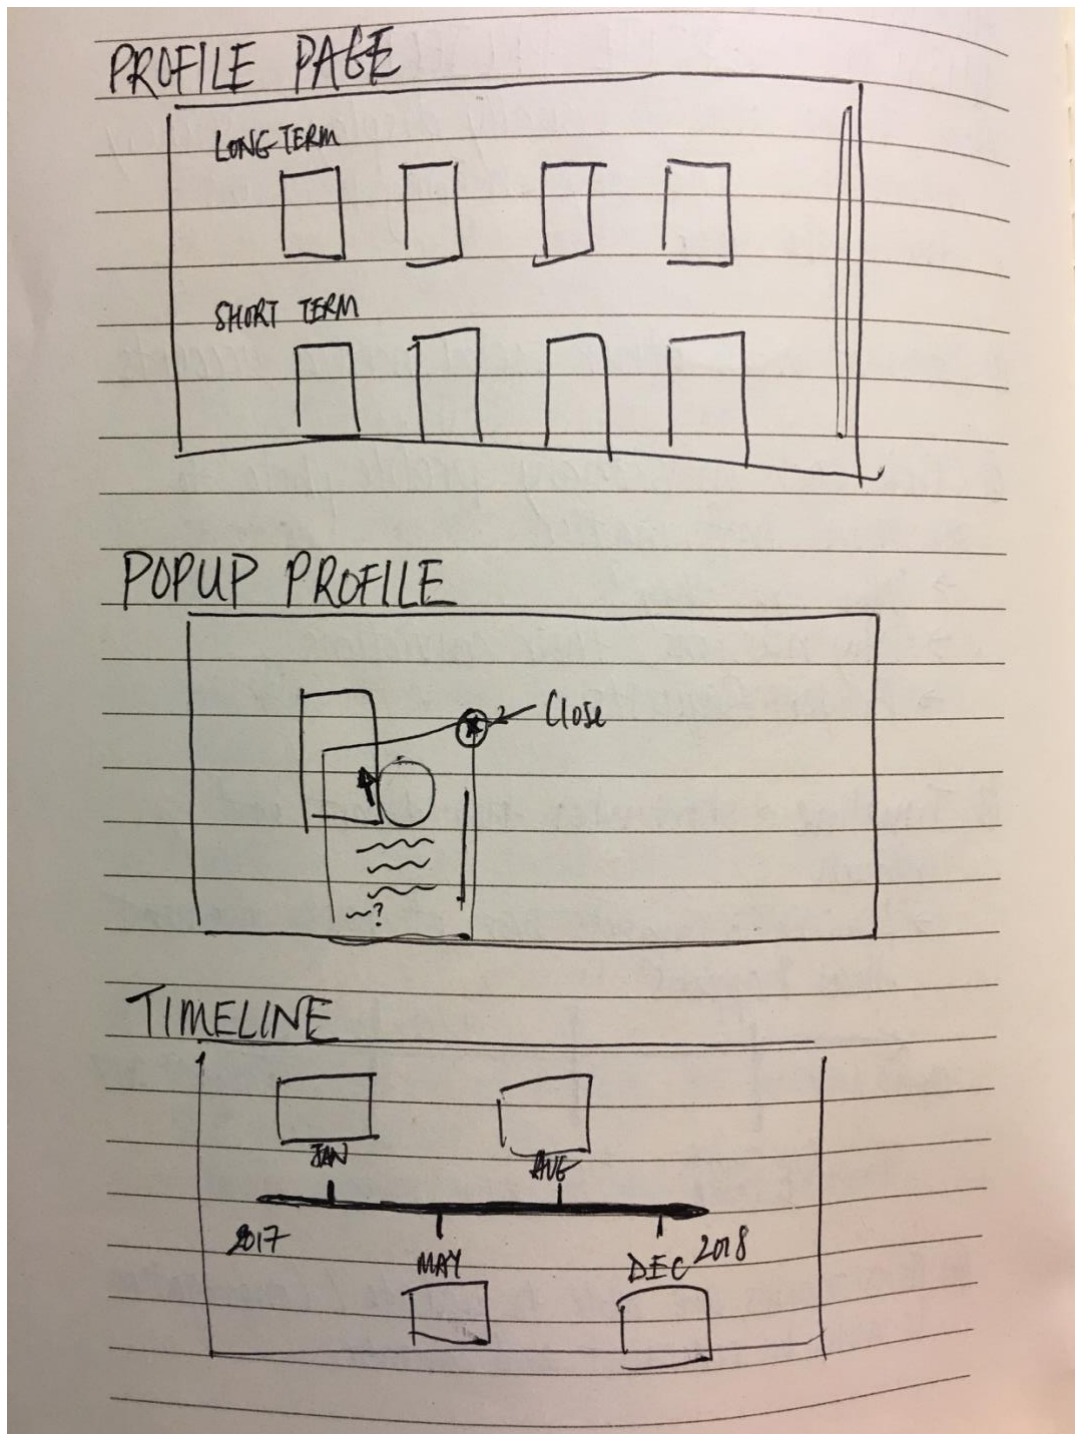 PROFILE PAGE
LONG-TERM
SHORT TERM
POPUP PROFILE
Close
?
TIMELINE
JAN
AUG
2017
MAY
DEC 2018